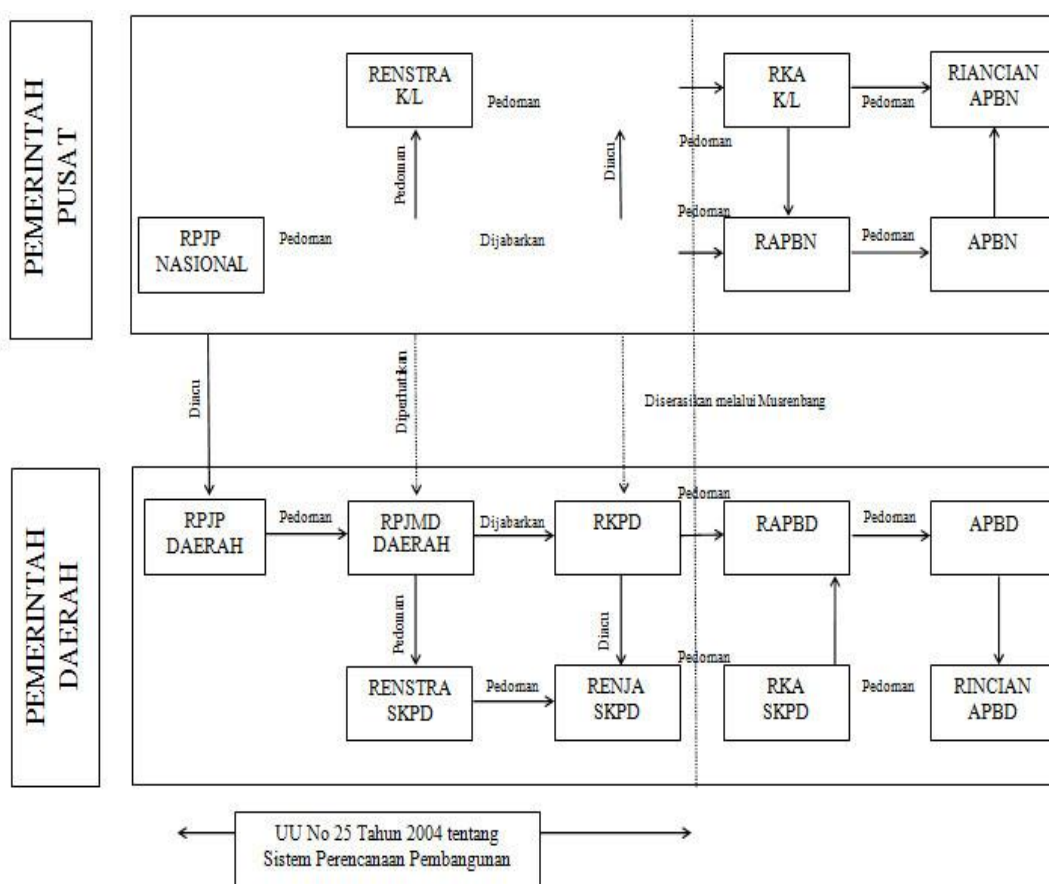 PEMERINTAH
PUSAT
RENSTRA
K/L
Pedoman
RKA
K/L
Pedoman
RIANCIAN
APBN
Pedoman
Diacu
Pedoman
RPJP
NASIONAL
Pedoman
Dijabarkan
Pedoman
RAPBN
Pedoman
APBN
Diacu
Diperhatikan
Diserasikan melalui Musrenbang
PEMERINTAH
DAERAH
RPJP
DAERAH
Pedoman
RPJMD
DAERAH
Dijabarkan
RKPD
Pedoman
RAPBD
Pedoman
APBD
Pedoman
Diacu
RENSTRA
SKPD
Pedoman
RENJA
SKPD
Pedoman
RKA
SKPD
Pedoman
RINCIAN
APBD
UU No 25 Tahun 2004 tentang
Sistem Perencanaan Pembangunan